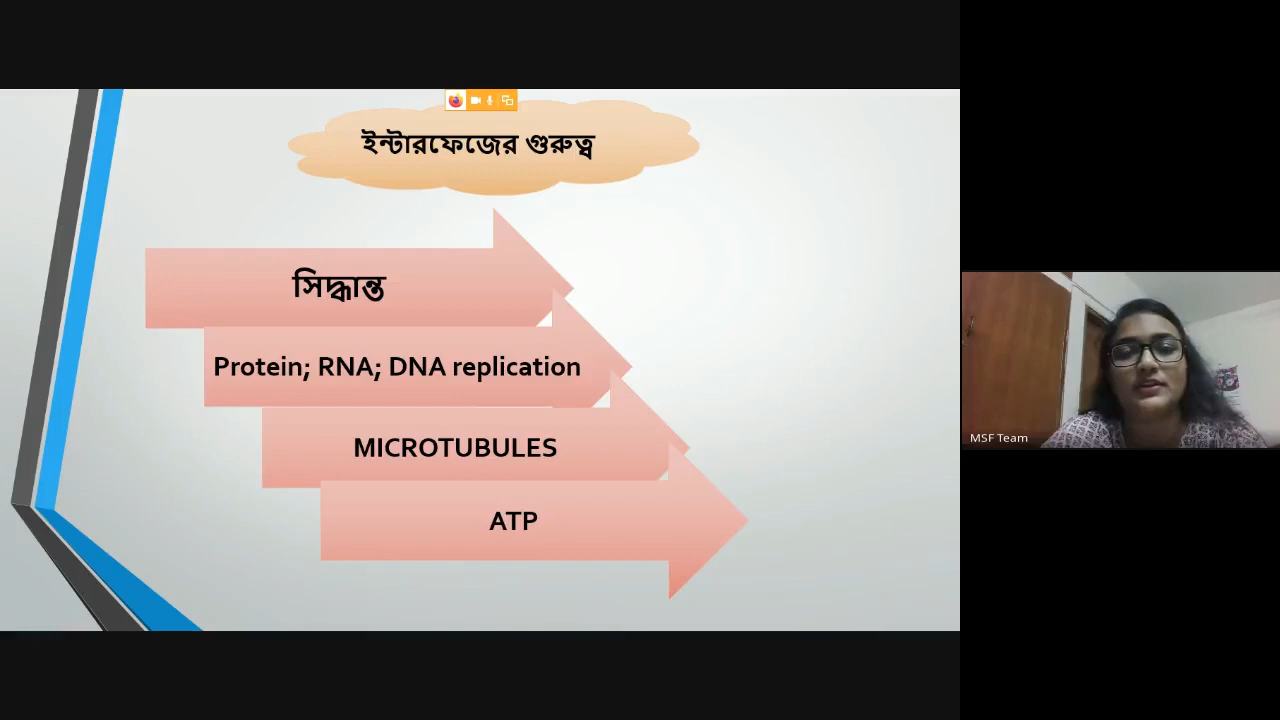 ইন্টারফেজের গুরুত্ব
সিদ্ধান্ত
Protein; RNA; DNA replication
MICROTUBULES
ATP
MSF Team